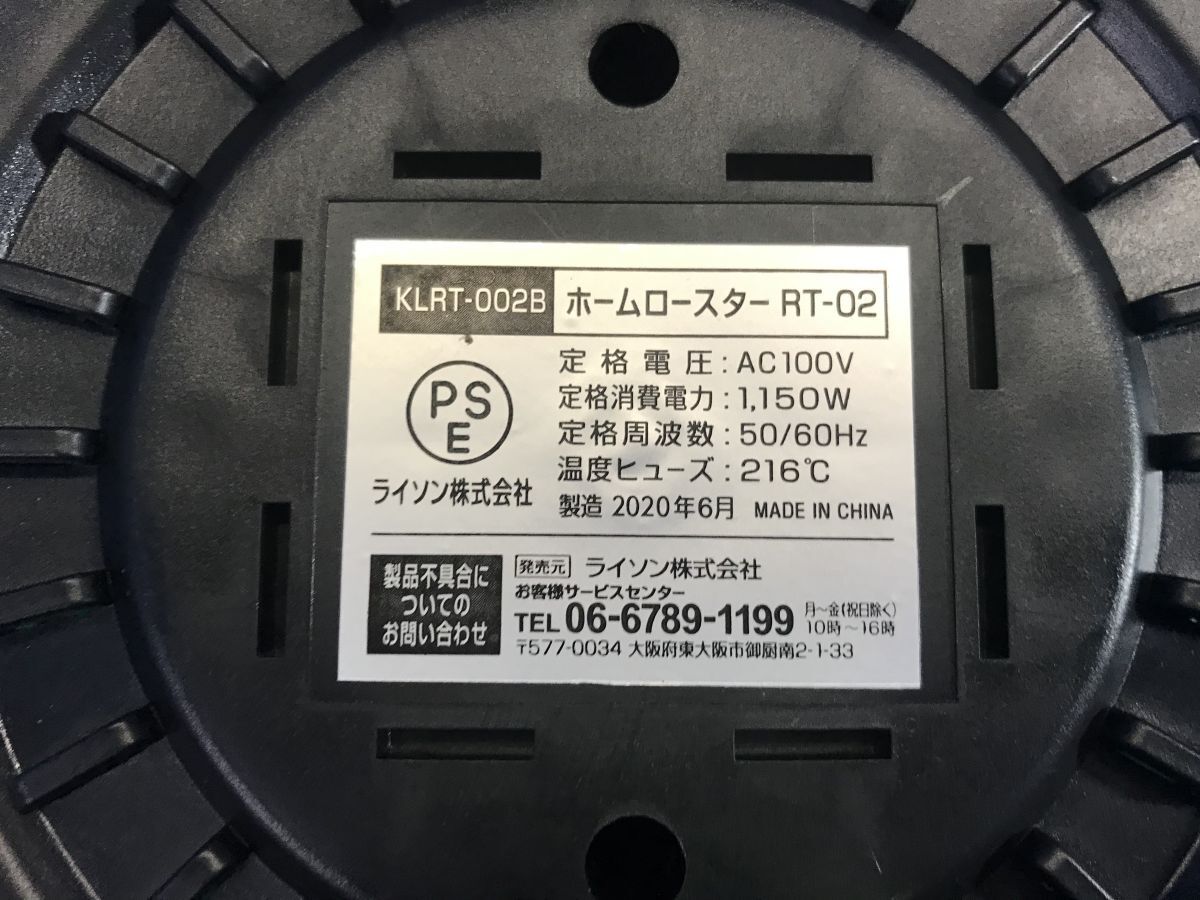 KLRT-002B ホームロースター RT-02
定格電圧:AC100V
定格消費電力:1,150W
定格周波数:50/60Hz
温度ヒューズ:216℃
製造 2020年6月 MADE IN CHINA
PS
E
ライソン株式会社
製品不具合に
ついての
お問い合わせ
発売元 ライソン株式会社
お客様サービスセンター
TEL 06-6789-1199 月~金(祝日除く)
10時~16時
〒577-0034 大阪府東大阪市御厨南2-1-33